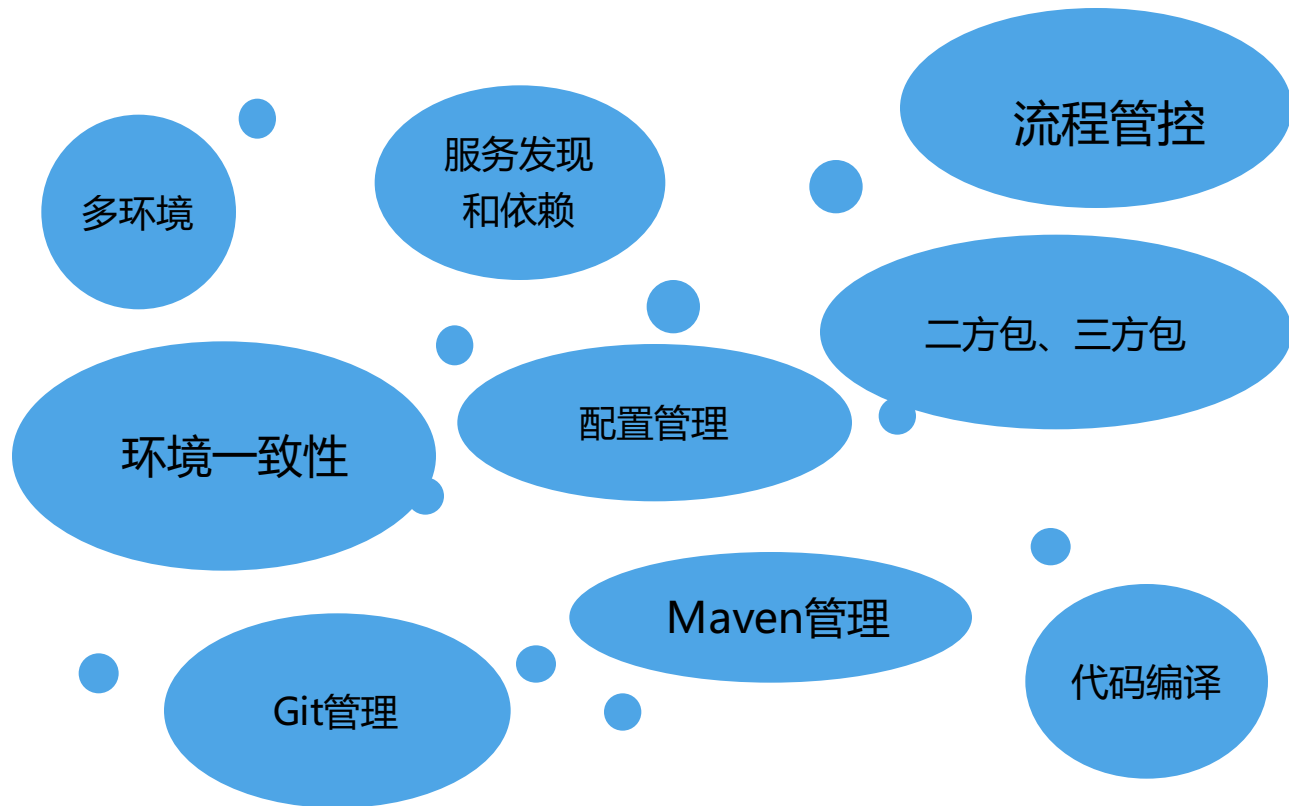 流程管控
服务发现
和依赖
多环境
二方包、三方包
配置管理
环境一致性
Maven管理
代码编译
Git管理